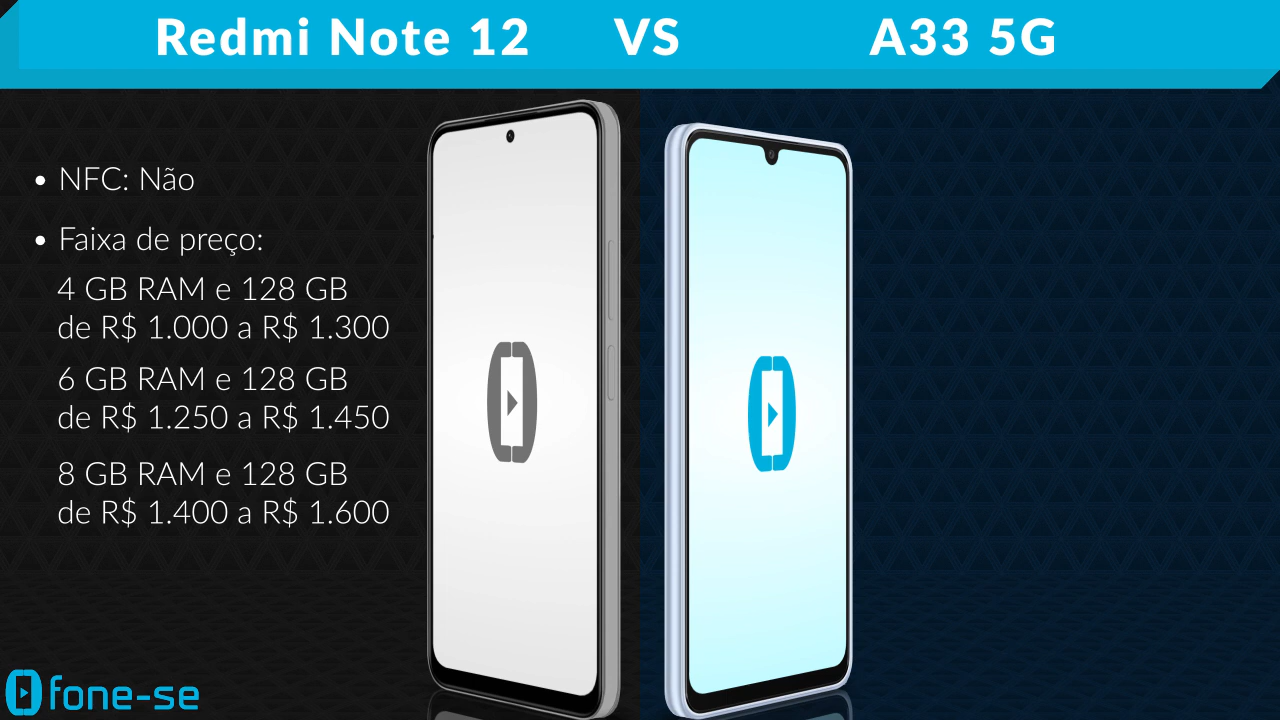 Redmi Note 12 VS A33 5G
• NFC: Não
• Faixa de preço:
4 GB RAM e 128 GB
de R$ 1.000 a R$ 1.300
6 GB RAM e 128 GB
de R$ 1.250 a R$ 1.450
8 GB RAM e 128 GB
de R$ 1.400 a R$ 1.600
fone-se